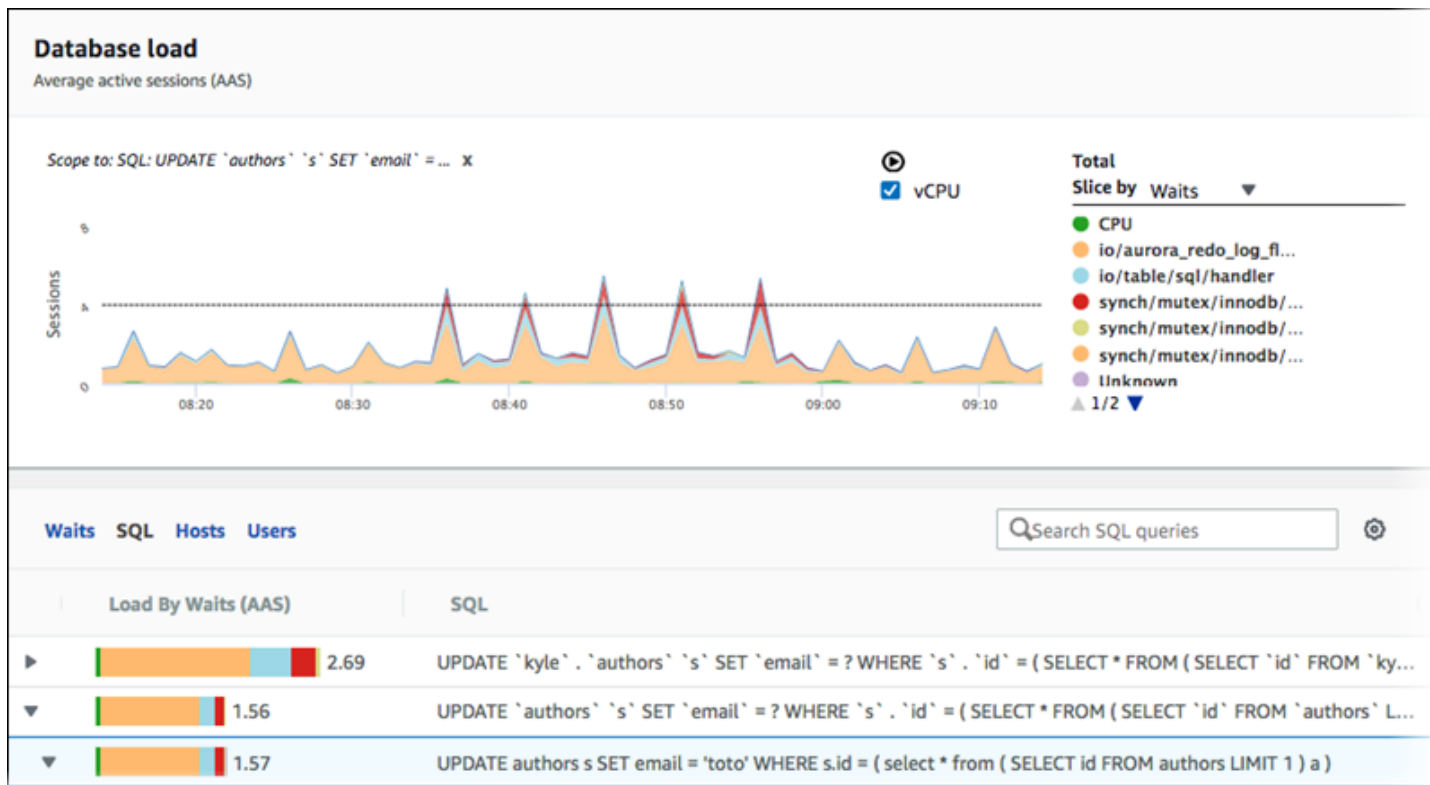 Database load
Average active sessions (AAS)
Scope to: SQL: UPDATE `authors` `s` SET `email` = ... x
vCPU
Total
Slice by Waits
CPU
io/aurora_redo_log_fl...
io/table/sql/handler
synch/mutex/innodb/...
synch/mutex/innodb/...
synch/mutex/innodb/...
Unknown
1/2
Sessions
8
4
0
08:20 08:30 08:40 08:50 09:00 09:10
Waits SQL Hosts Users
Search SQL queries
Load By Waits (AAS) SQL
2.69 UPDATE `kyle` . `authors` `s` SET `email` = ? WHERE `s` . `id` = ( SELECT * FROM ( SELECT `id` FROM `ky...
1.56 UPDATE `authors` `s` SET `email` = ? WHERE `s` . `id` = ( SELECT * FROM ( SELECT `id` FROM `authors` L...
1.57 UPDATE authors s SET email = 'toto' WHERE s.id = ( select * from ( SELECT id FROM authors LIMIT 1 ) a )